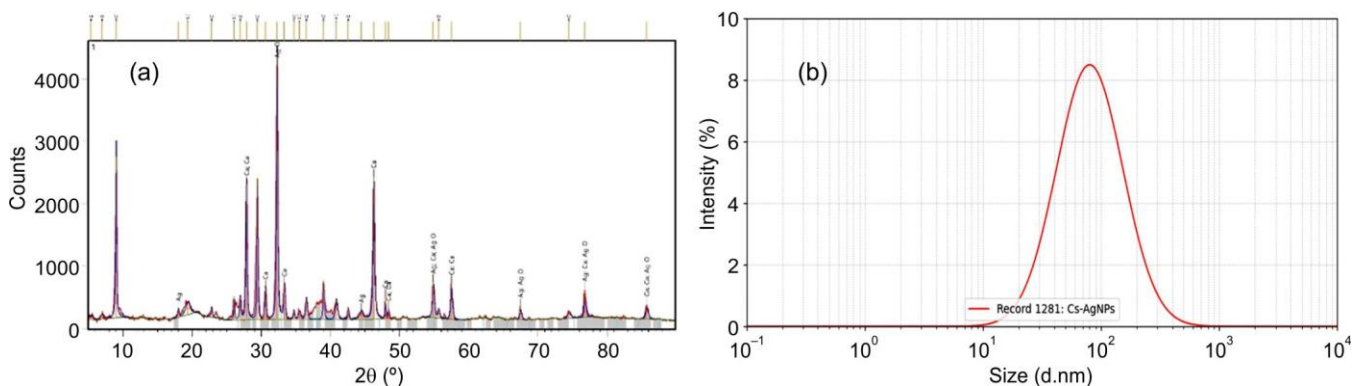 (a)
1
4000
3000
2000
1000
0
Counts
10 20 30 40 50 60 70 80
2θ (º)
Ag
Ca
Ca
Ca
Ag
Ag; Ca; Ag; O
Ca; Ca
Ag; Ag; O
Ag; Ca; Ag; O
Ca; Ca; Ag; O
(b)
10
8
6
4
2
0
Intensity (%)
Record 1281: Cs-AgNPs
10⁻¹ 10⁰ 10¹ 10² 10³ 10⁴
Size (d.nm)